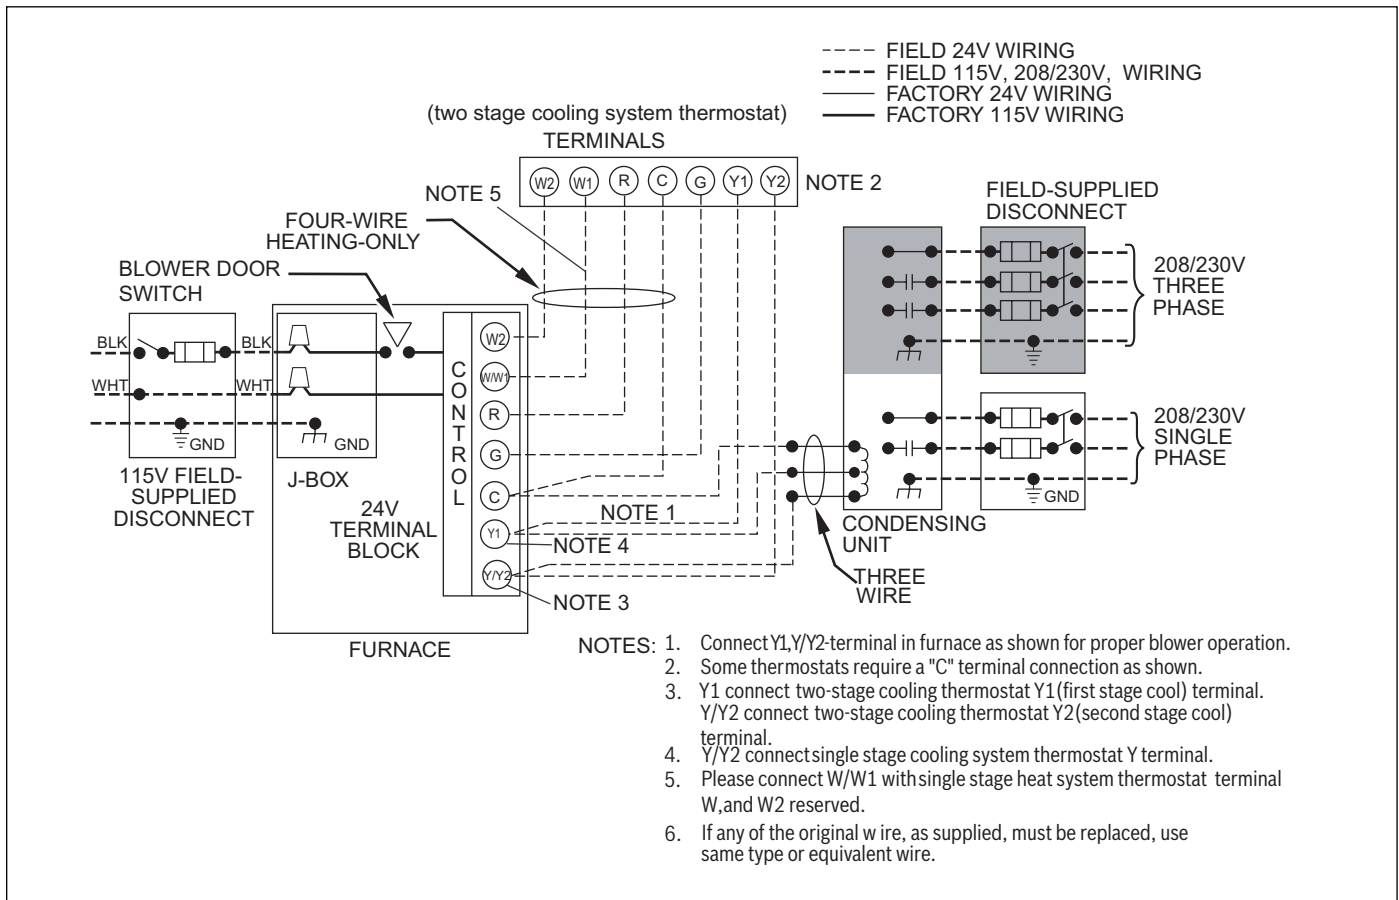 FIELD 24V WIRING
FIELD 115V, 208/230V, WIRING
FACTORY 24V WIRING
FACTORY 115V WIRING
(two stage cooling system thermostat)
TERMINALS
W2 W1 R C G Y1 Y2
NOTE 2
NOTE 5
FOUR-WIRE
HEATING-ONLY
BLOWER DOOR
SWITCH
FIELD-SUPPLIED
DISCONNECT
208/230V
THREE
PHASE
BLK
BLK
WHT
WHT
GND
GND
115V FIELD-
SUPPLIED
DISCONNECT
J-BOX
24V
TERMINAL
BLOCK
CONTROL
W2
W/W1
R
G
C
Y1
Y/Y2
NOTE 1
NOTE 4
NOTE 3
FURNACE
208/230V
SINGLE
PHASE
GND
CONDENSING
UNIT
THREE
WIRE
NOTES:
1. Connect Y1,Y/Y2-terminal in furnace as shown for proper blower operation.
2. Some thermostats require a "C" terminal connection as shown.
3. Y1 connect two-stage cooling thermostat Y1(first stage cool) terminal.
Y/Y2 connect two-stage cooling thermostat Y2(second stage cool)
terminal.
4. Y/Y2 connect single stage cooling system thermostat Y terminal.
5. Please connect W/W1 with single stage heat system thermostat terminal
W,and W2 reserved.
6. If any of the original w ire, as supplied, must be replaced, use
same type or equivalent wire.